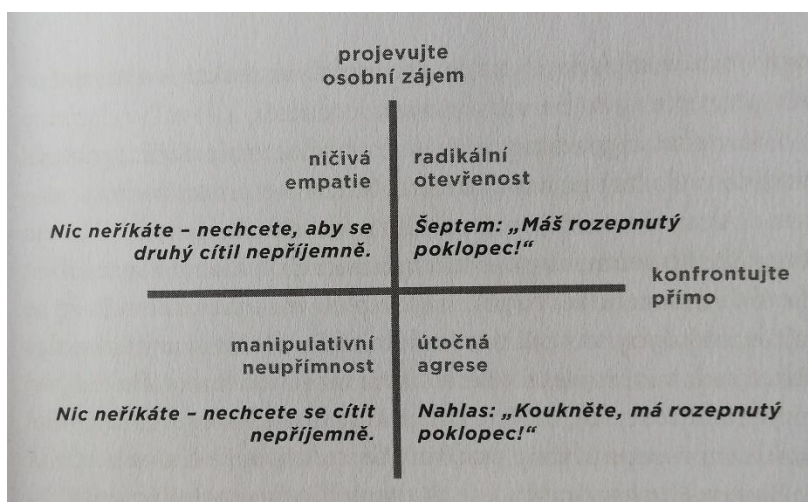 projevujte
osobní zájem
ničivá
empatie
radikální
otevřenost
Nic neříkáte – nechcete, aby se
druhý cítil nepříjemně.
Šeptem: „Máš rozepnutý
poklopec!“
konfrontujte
přímo
manipulativní
neupřímnost
útočná
agrese
Nic neříkáte – nechcete se cítit
nepříjemně.
Nahlas: „Koukněte, má rozepnutý
poklopec!“